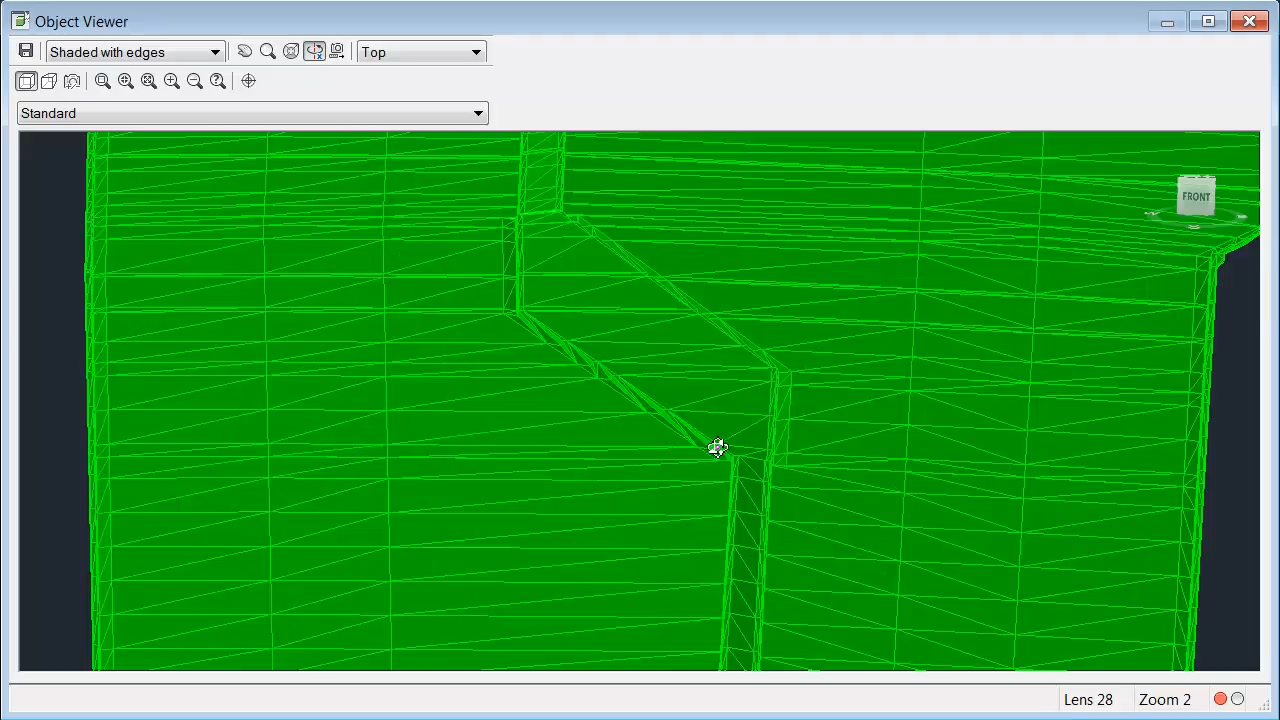 Object Viewer
Shaded with edges
Top
Standard
FRONT
Lens 28
Zoom 2